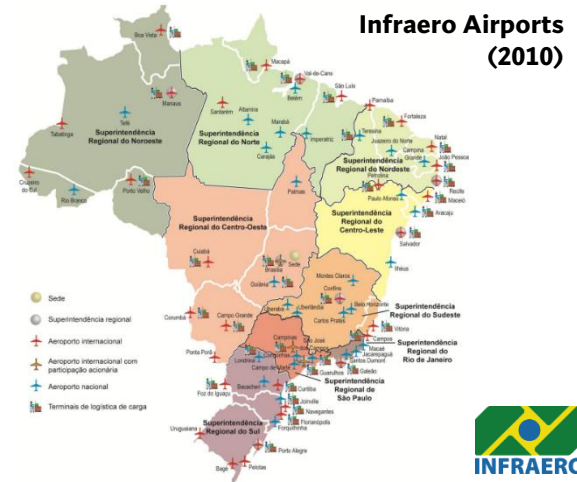 Infraero Airports
(2010)
Boa Vista
Macapá
Val-de-Cans
São Luís
Belém
Parnaíba
Fortaleza
Santarém
Altamira
Manaus
Tefé
Tabatinga
Superintendência
Regional do Noroeste
Superintendência
Regional do Norte
Marabá
Carajás
Imperatriz
Teresina
Juazeiro do Norte
Natal
Campina
Grande
João Pessoa
Superintendência
Regional do Nordeste
Petrolina
Recife
Paulo Afonso
Maceió
Aracaju
Cruzeiro
do Sul
Rio Branco
Porto Velho
Palmas
Superintendência
Regional do
Centro-Leste
Salvador
Ilhéus
Superintendência
Regional do Centro-Oeste
Cuiabá
Brasília
Sede
Goiânia
Montes Claros
Confins
Uberaba
Uberlândia
Belo Horizonte
Carlos Prates
Superintendência
Regional do Sudeste
Vitória
Corumbá
Campo Grande
Ponta Porã
Campinas
São José
dos Campos
Campos
Macaé
Jacarepaguá
Santos Dumont
Galeão
Superintendência
Regional do
Rio de Janeiro
Londrina
Congonhas
Campo de Marte
Guarulhos
Superintendência
Regional de
São Paulo
Bacacheri
Foz do Iguaçu
Curitiba
Joinville
Navegantes
Florianópolis
Forquilhinha
Superintendência
Regional do Sul
Uruguaiana
Porto Alegre
Bagé
Pelotas
Sede
Superintendência regional
Aeroporto internacional
Aeroporto internacional com
participação acionária
Aeroporto nacional
Terminais de logística de carga
INFRAERO